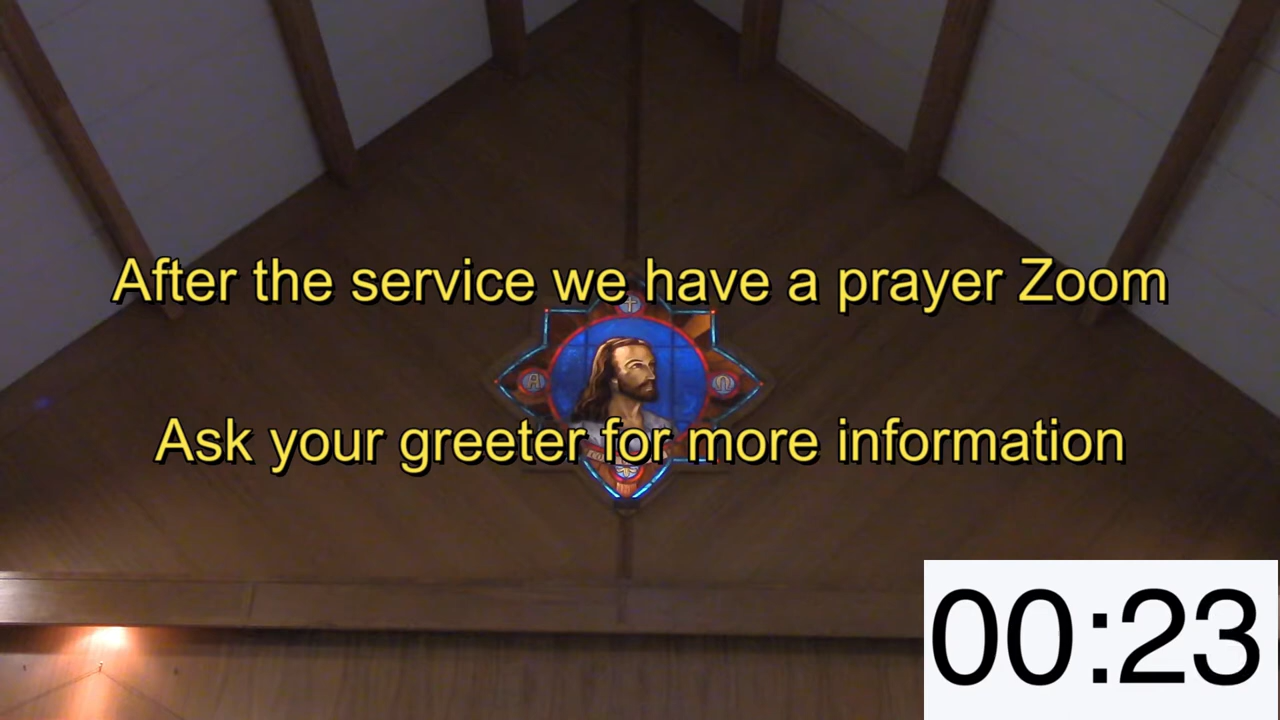 After the service we have a prayer Zoom
Ask your greeter for more information
00:23